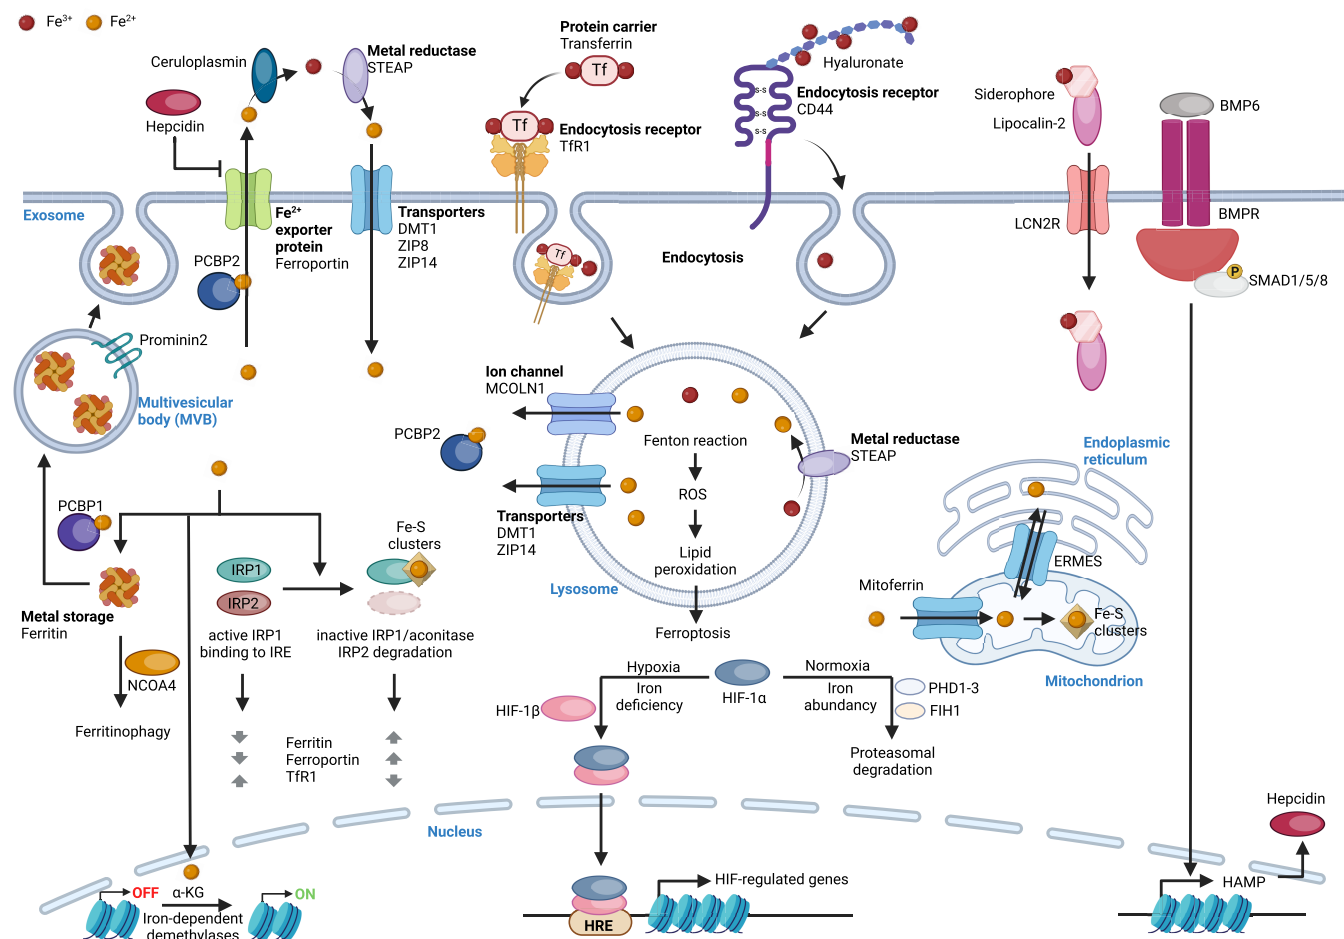 Fe³⁺
Fe²⁺
Ceruloplasmin
Metal reductase
STEAP
Hepcidin
Protein carrier
Transferrin
Tf
Tf
Endocytosis receptor
TfR1
Hyaluronate
Endocytosis receptor
CD44
S-S
S-S
S-S
Siderophore
Lipocalin-2
BMP6
Exosome
Fe²⁺
exporter
protein
Ferroportin
Transporters
DMT1
ZIP8
ZIP14
PCBP2
Tf
Endocytosis
LCN2R
BMPR
P
SMAD1/5/8
Prominin2
Multivesicular
body (MVB)
Ion channel
MCOLN1
PCBP2
Fenton reaction
ROS
Lipid
peroxidation
Ferroptosis
Metal reductase
STEAP
Transporters
DMT1
ZIP14
Lysosome
Endoplasmic
reticulum
ERMES
Mitoferrin
Fe-S
clusters
Mitochondrion
PCBP1
Fe-S
clusters
IRP1
IRP2
Metal storage
Ferritin
active IRP1
binding to IRE
inactive IRP1/aconitase
IRP2 degradation
NCOA4
Ferritinophagy
Ferritin
Ferroportin
TfR1
Hypoxia
Iron
deficiency
HIF-1α
Normoxia
Iron
abundancy
PHD1-3
FIH1
HIF-1β
Proteasomal
degradation
Nucleus
Hepcidin
OFF
α-KG
ON
Iron-dependent
demethylases
HIF-regulated genes
HRE
HAMP